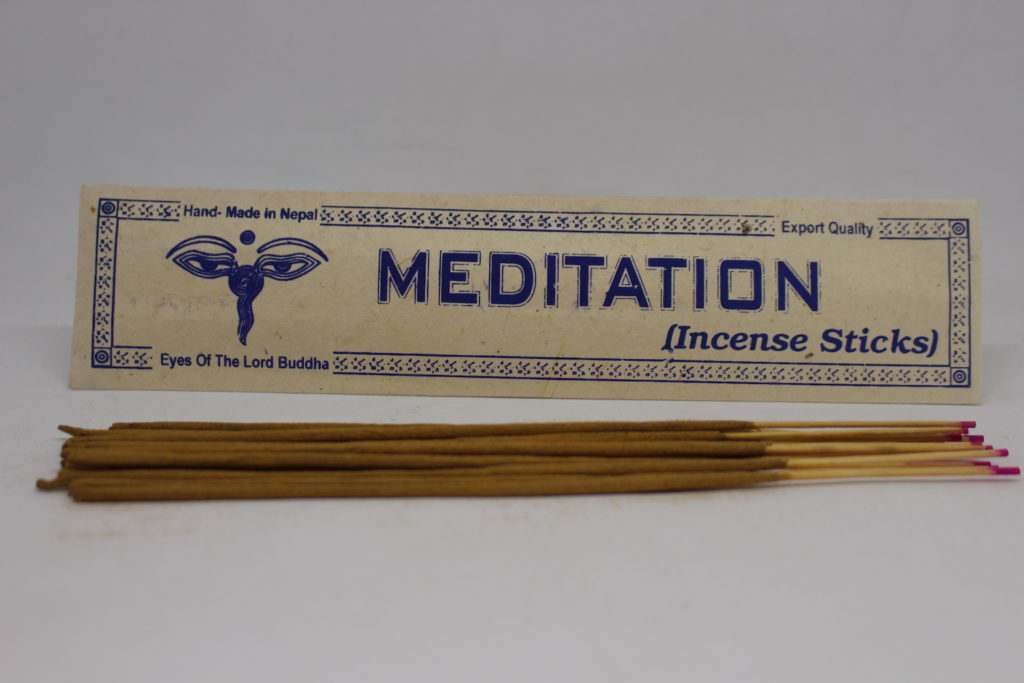 Hand- Made in Nepal
Export Quality
MEDITATION
(Incense Sticks)
Eyes Of The Lord Buddha